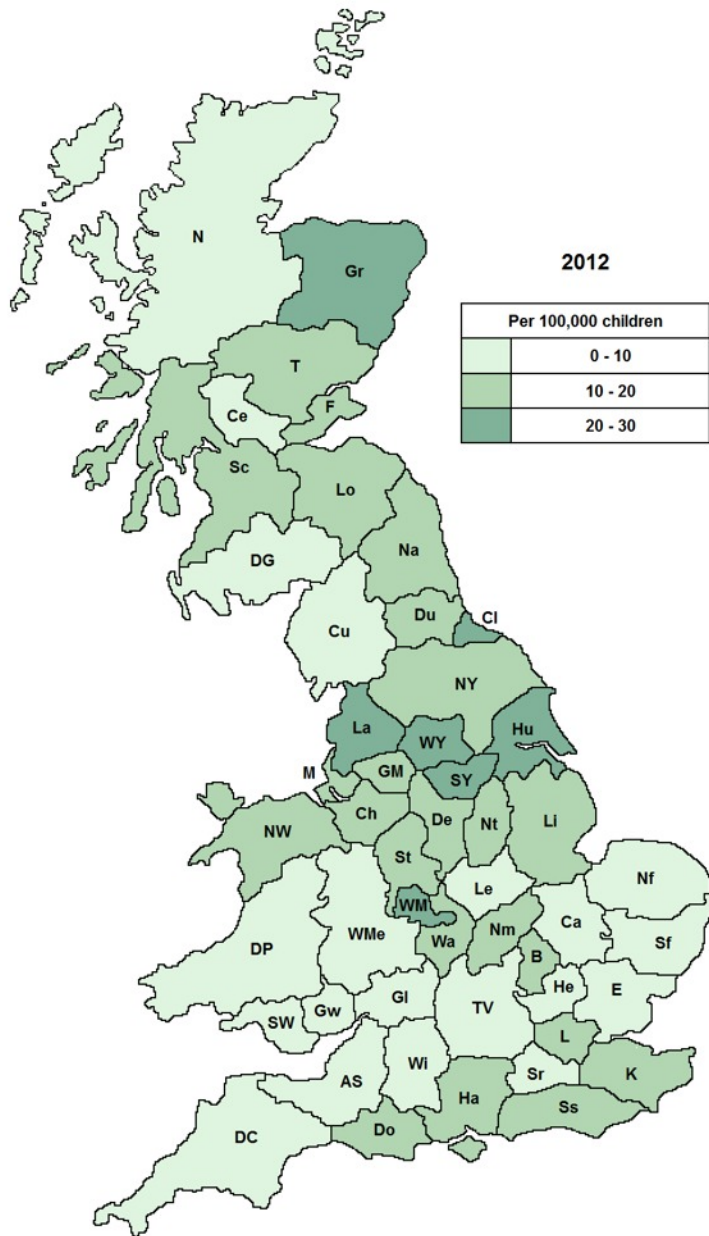 N
Gr
2012
Per 100,000 children
0 - 10
10 - 20
20 - 30
T
F
Ce
Sc
Lo
Na
DG
Cl
Du
Cu
NY
La
WY
Hu
M
GM
SY
Ch
De
Nt
Li
NW
St
Nf
Le
WM
Ca
WMe
Wa
Nm
Sf
DP
B
He
E
Gw
Gl
TV
SW
L
Wi
Sr
K
AS
Ha
Ss
Do
DC